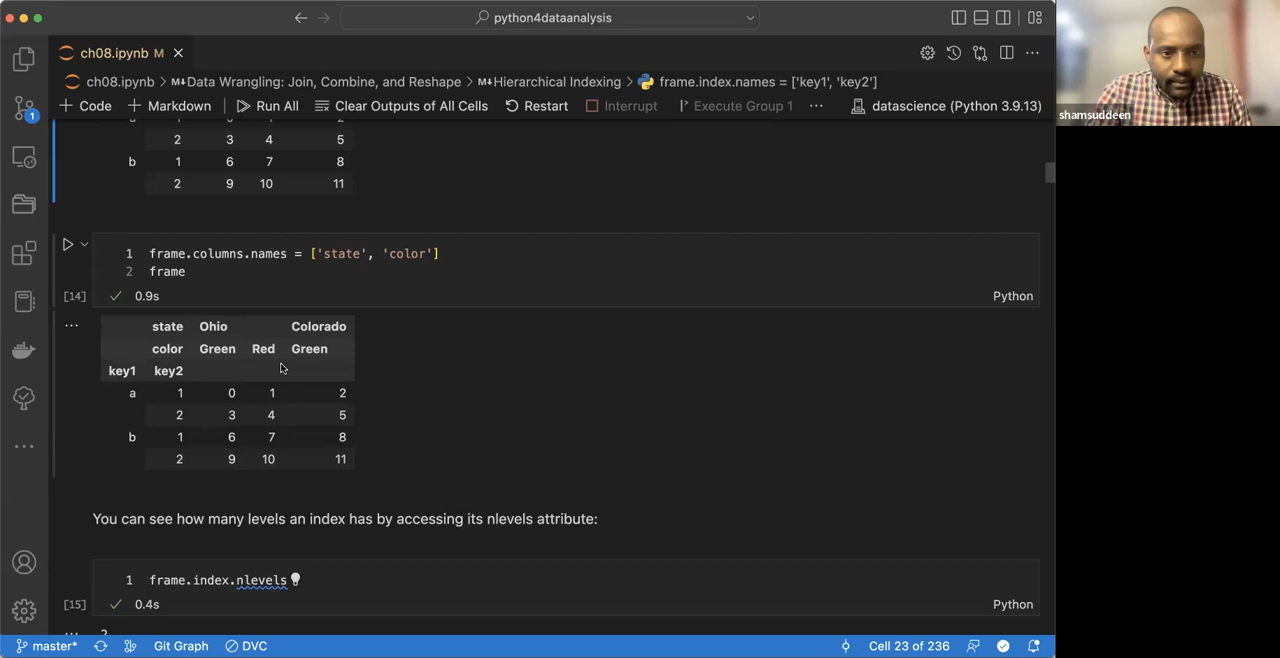 python4dataanalysis
ch08.ipynb M
ch08.ipynb > M↓Data Wrangling: Join, Combine, and Reshape > M↓Hierarchical Indexing > frame.index.names = ['key1', 'key2']
+ Code + Markdown Run All Clear Outputs of All Cells Restart Interrupt Execute Group 1 ... datascience (Python 3.9.13)
shamsuddeen
1
2 3 4 5
b 1 6 7 8
2 9 10 11
1 frame.columns.names = ['state', 'color']
2 frame
[14] 0.9s Python
state Ohio Colorado
color Green Red Green
key1 key2
a 1 0 1 2
2 3 4 5
b 1 6 7 8
2 9 10 11
You can see how many levels an index has by accessing its nlevels attribute:
1 frame.index.nlevels
[15] 0.4s Python
master* Git Graph DVC Cell 23 of 236